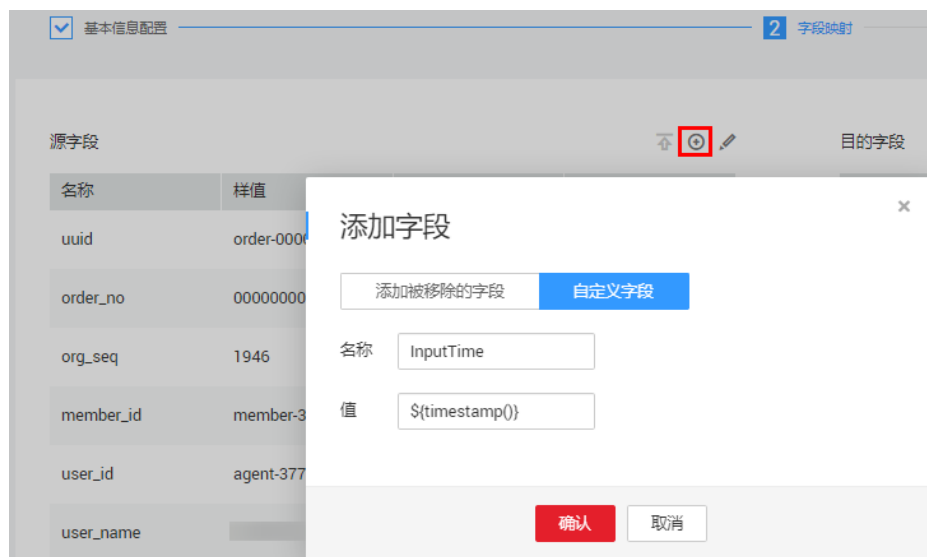 基本信息配置
2 字段映射
源字段
目的字段
名称 样值
uuid order-000
order_no 00000000
org_seq 1946
member_id member-3
user_id agent-377
user_name
添加字段
添加被移除的字段 自定义字段
名称 InputTime
值 ${timestamp()}
确认 取消